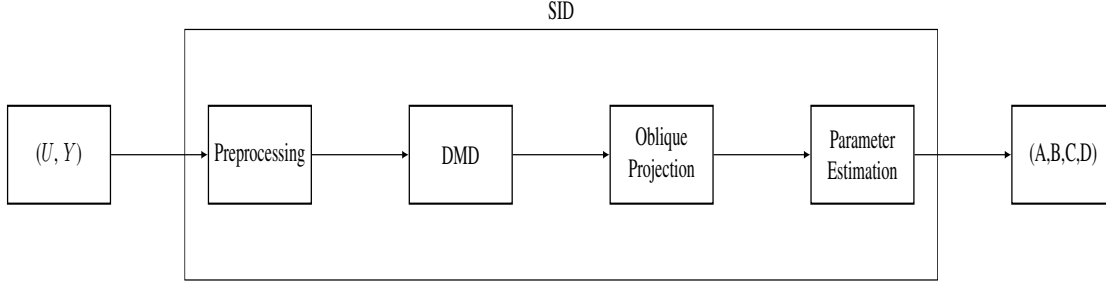 SID
(U, Y)
Preprocessing
DMD
Oblique
Projection
Parameter
Estimation
(A,B,C,D)